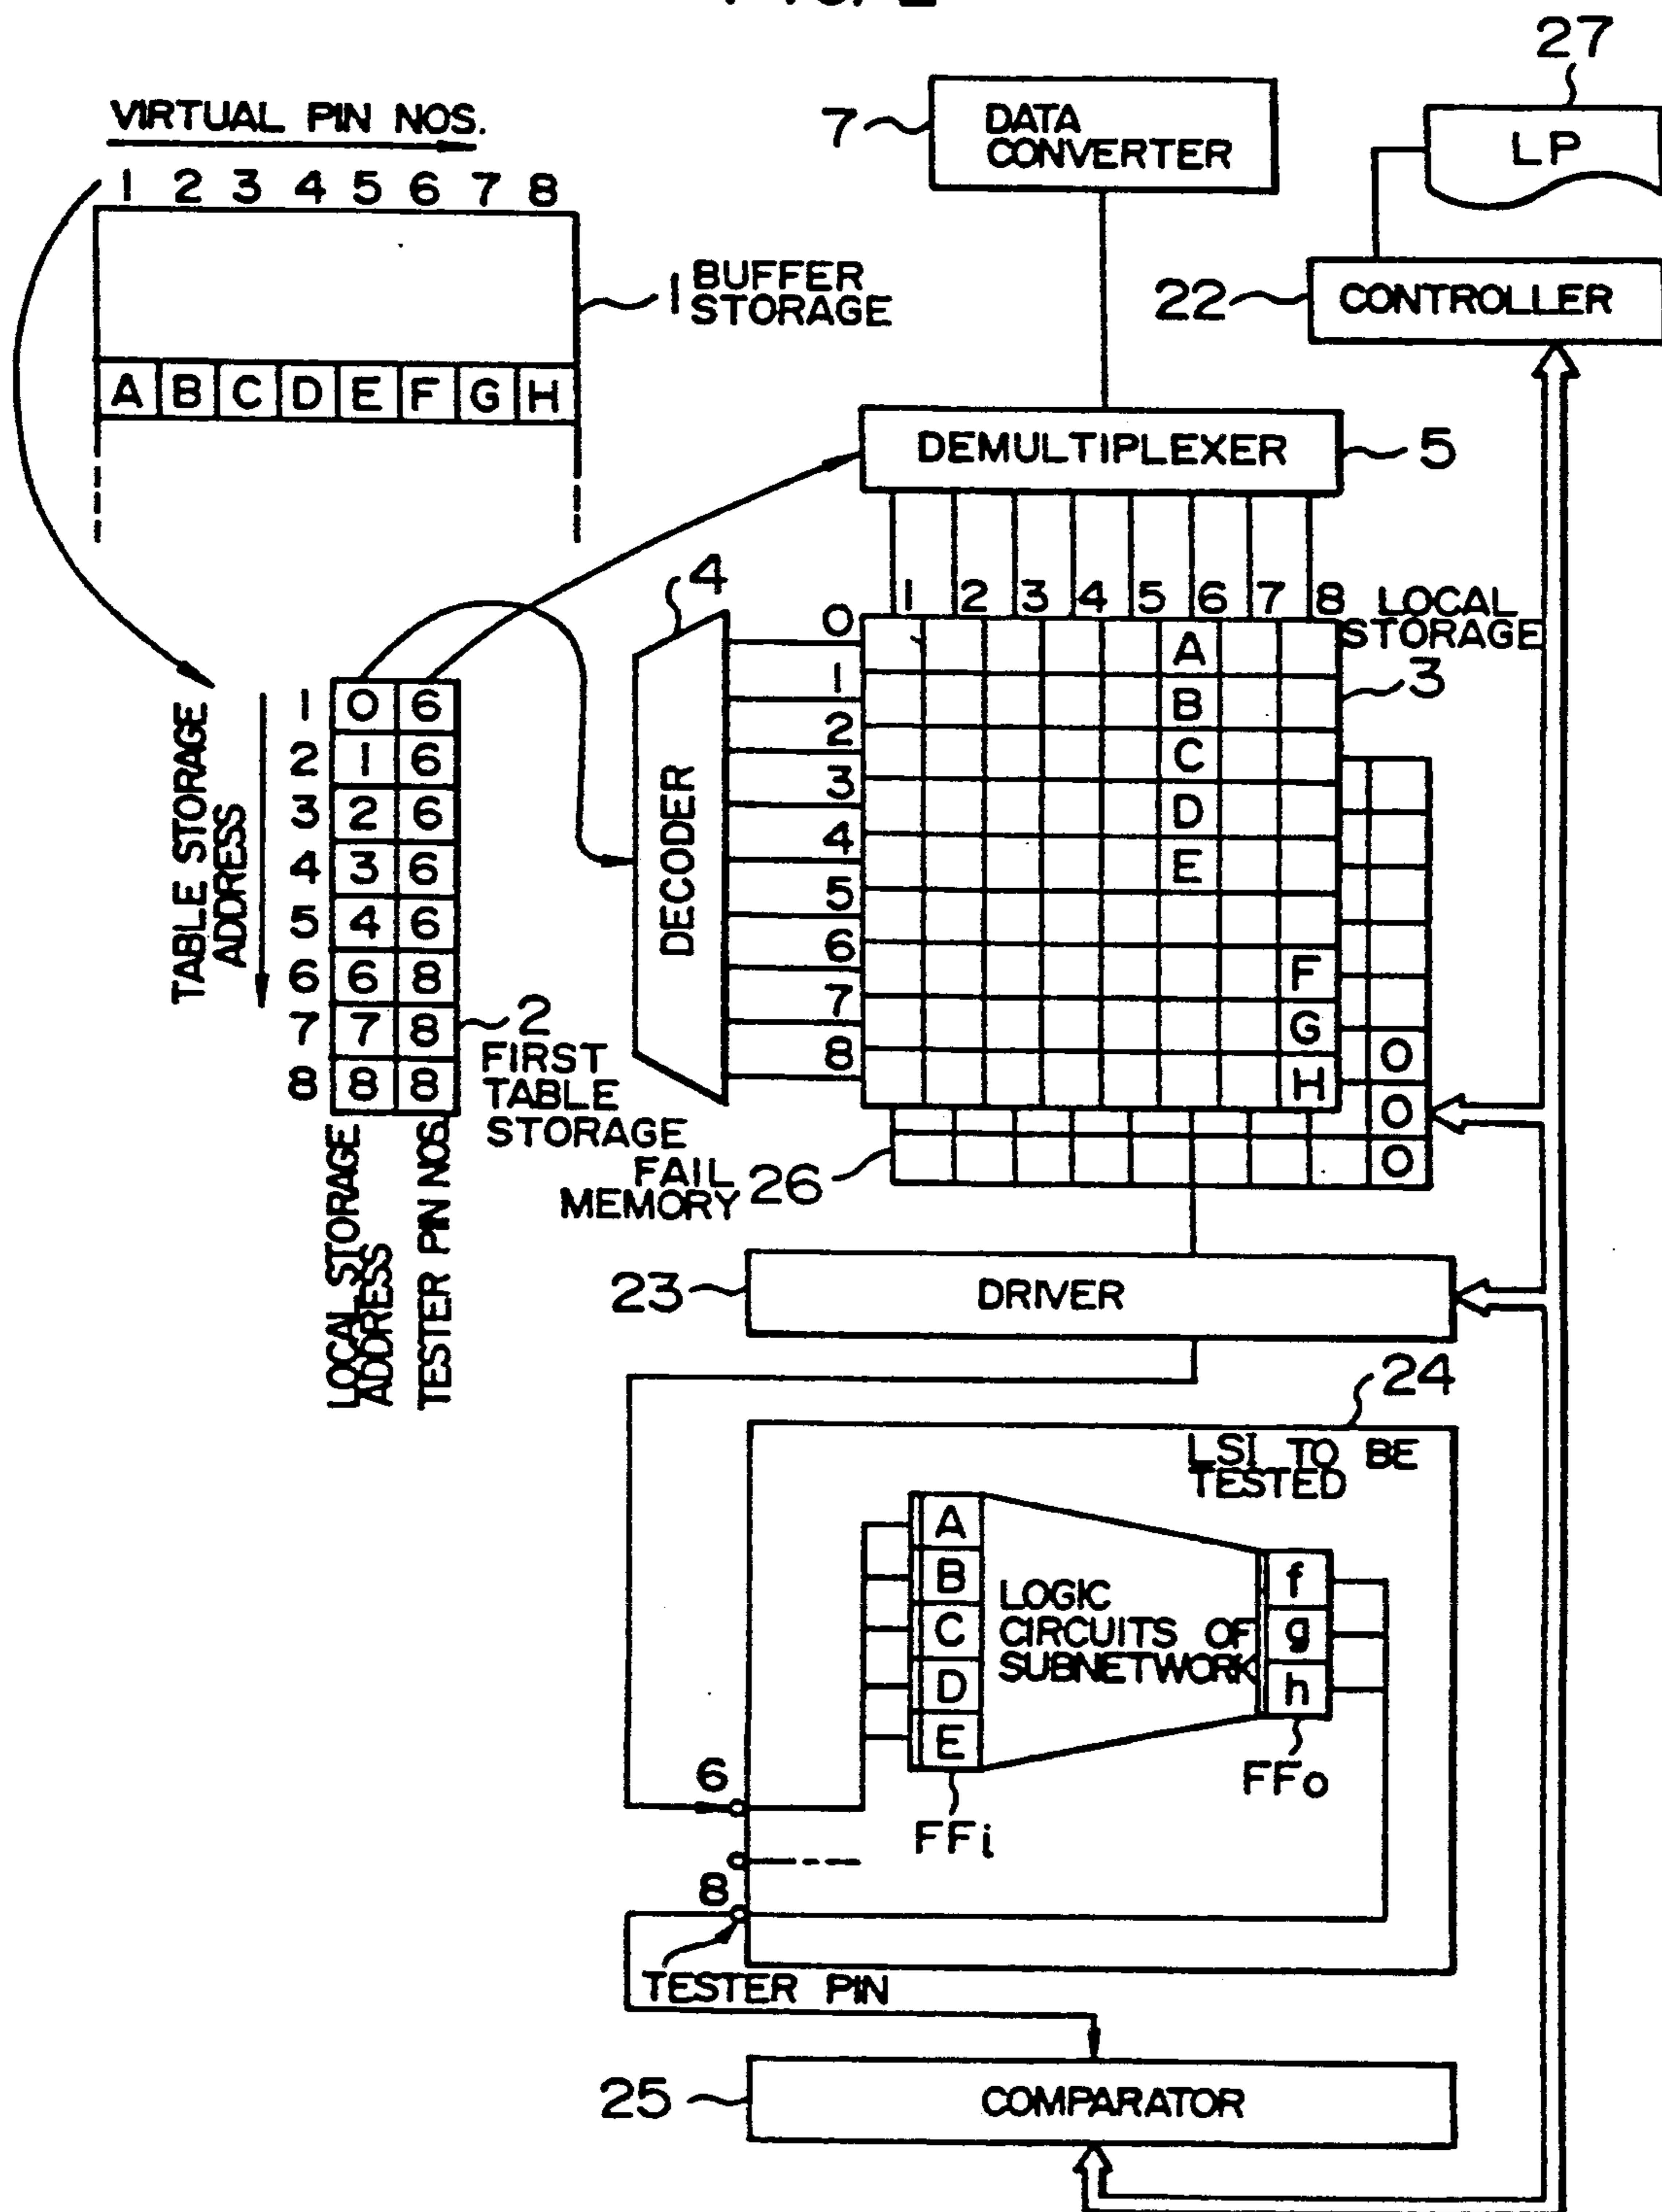 27
VIRTUAL PIN NOS.
1 2 3 4 5 6 7 8
7
DATA
CONVERTER
LP
1 BUFFER
STORAGE
22
CONTROLLER
A B C D E F G H
DEMULTIPLEXER
5
4
1 2 3 4 5 6 7 8
LOCAL
STORAGE
3
DECODER
0 A
1 B
2 C
3 D
4 E
5
6 F
7 G
8 H
O
O
O
TABLE STORAGE
ADDRESS
1 0 6
2 1 6
3 2 6
4 3 6
5 4 6
6 6 8
7 7 8
8 8 8
2
FIRST
TABLE
STORAGE
LOCAL STORAGE
ADDRESS
TESTER PIN NOS.
FAIL
MEMORY 26
23
DRIVER
24
LSI TO BE
TESTED
A
B
C
D
E
LOGIC
CIRCUITS OF
SUBNETWORK
f
g
h
FFi
FFo
6
8
TESTER PIN
25
COMPARATOR